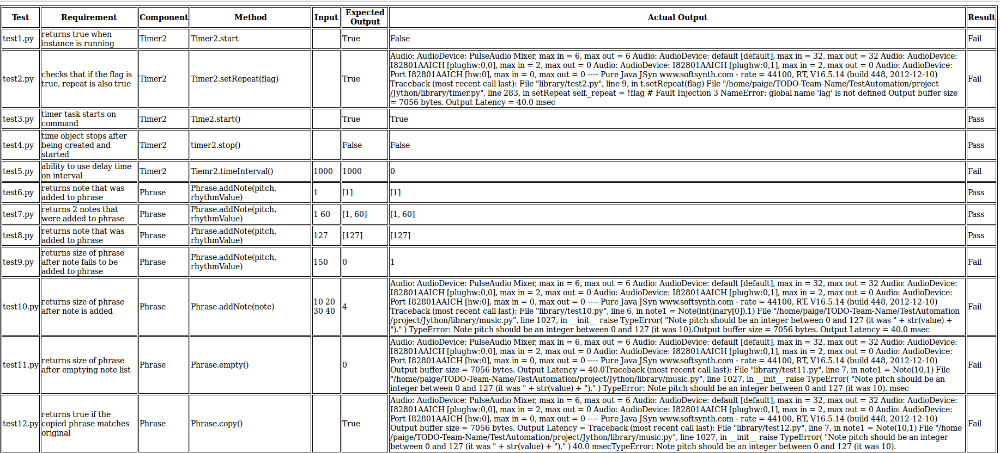 Test Requirement Component Method Input Expected Output Actual Output Result
test1.py
returns true when
instance is running
Timer2
Timer2.start
True
False
Fail
test2.py
checks that if the flag is
true, repeat is also true
Timer2
Timer2.setRepeat(flag)
True
Audio: AudioDevice: PulseAudio Mixer, max in = 6, max out = 6 Audio: AudioDevice: default [default], max in = 32, max out = 32 Audio: AudioDevice:
I82801AAICH [plughw:0,0], max in = 2, max out = 0 Audio: AudioDevice: I82801AAICH [plughw:0,1], max in = 2, max out = 0 Audio: AudioDevice:
Port I82801AAICH [hw:0], max in = 0, max out = 0 ---- Pure Java JSyn www.softsynth.com - rate = 44100, RT, V16.5.14 (build 448, 2012-12-10)
Traceback (most recent call last): File "library/test2.py", line 9, in t.setRepeat(flag) File "/home/paige/TODO-Team-Name/TestAutomation/project
/Jython/library/timer.py", line 283, in setRepeat self._repeat = !flag # Fault Injection 3 NameError: global name 'lag' is not defined Output buffer size
= 7056 bytes. Output Latency = 40.0 msec
Fail
test3.py
timer task starts on
command
Timer2
Time2.start()
True
True
Pass
test4.py
time object stops after
being created and
started
Timer2
timer2.stop()
False
False
Pass
test5.py
ability to use delay time
on interval
Timer2
Tiemr2.timeInterval()
1000
1000
0
Fail
test6.py
returns note that was
added to phrase
Phrase
Phrase.addNote(pitch,
rhythmValue)
1
[1]
[1]
Pass
test7.py
returns 2 notes that
were added to phrase
Phrase
Phrase.addNote(pitch,
rhythmValue)
1 60
[1, 60]
[1, 60]
Pass
test8.py
returns note that was
added to phrase
Phrase
Phrase.addNote(pitch,
rhythmValue)
127
[127]
[127]
Pass
test9.py
returns size of phrase
after note fails to be
added to phrase
Phrase
Phrase.addNote(pitch,
rhythmValue)
150
0
1
Fail
test10.py
returns size of phrase
after note is added
Phrase
Phrase.addNote(note)
10 20
30 40
4
Audio: AudioDevice: PulseAudio Mixer, max in = 6, max out = 6 Audio: AudioDevice: default [default], max in = 32, max out = 32 Audio: AudioDevice:
I82801AAICH [plughw:0,0], max in = 2, max out = 0 Audio: AudioDevice: I82801AAICH [plughw:0,1], max in = 2, max out = 0 Audio: AudioDevice:
Port I82801AAICH [hw:0], max in = 0, max out = 0 ---- Pure Java JSyn www.softsynth.com - rate = 44100, RT, V16.5.14 (build 448, 2012-12-10)
Traceback (most recent call last): File "library/test10.py", line 6, in note1 = Note(int(inary[0]),1) File "/home/paige/TODO-Team-Name/TestAutomation
/project/Jython/library/music.py", line 1027, in __init__ raise TypeError( "Note pitch should be an integer between 0 and 127 (it was " + str(value) +
")." ) TypeError: Note pitch should be an integer between 0 and 127 (it was 10).Output buffer size = 7056 bytes. Output Latency = 40.0 msec
Fail
test11.py
returns size of phrase
after emptying note list
Phrase
Phrase.empty()
0
Audio: AudioDevice: PulseAudio Mixer, max in = 6, max out = 6 Audio: AudioDevice: default [default], max in = 32, max out = 32 Audio: AudioDevice:
I82801AAICH [plughw:0,0], max in = 2, max out = 0 Audio: AudioDevice: I82801AAICH [plughw:0,1], max in = 2, max out = 0 Audio: AudioDevice:
Port I82801AAICH [hw:0], max in = 0, max out = 0 ---- Pure Java JSyn www.softsynth.com - rate = 44100, RT, V16.5.14 (build 448, 2012-12-10)
Output buffer size = 7056 bytes. Output Latency = 40.0Traceback (most recent call last): File "library/test11.py", line 7, in note1 = Note(10,1) File
"/home/paige/TODO-Team-Name/TestAutomation/project/Jython/library/music.py", line 1027, in __init__ raise TypeError( "Note pitch should be an
integer between 0 and 127 (it was " + str(value) + ")." ) TypeError: Note pitch should be an integer between 0 and 127 (it was 10). msec
Fail
test12.py
returns true if the
copied phrase matches
original
Phrase
Phrase.copy()
True
Audio: AudioDevice: PulseAudio Mixer, max in = 6, max out = 6 Audio: AudioDevice: default [default], max in = 32, max out = 32 Audio: AudioDevice:
I82801AAICH [plughw:0,0], max in = 2, max out = 0 Audio: AudioDevice: I82801AAICH [plughw:0,1], max in = 2, max out = 0 Audio: AudioDevice:
Port I82801AAICH [hw:0], max in = 0, max out = 0 ---- Pure Java JSyn www.softsynth.com - rate = 44100, RT, V16.5.14 (build 448, 2012-12-10)
Output buffer size = 7056 bytes. Output Latency = Traceback (most recent call last): File "library/test12.py", line 7, in note1 = Note(10,1) File "/home
/paige/TODO-Team-Name/TestAutomation/project/Jython/library/music.py", line 1027, in __init__ raise TypeError( "Note pitch should be an integer
between 0 and 127 (it was " + str(value) + ")." ) 40.0 msecTypeError: Note pitch should be an integer between 0 and 127 (it was 10).
Fail